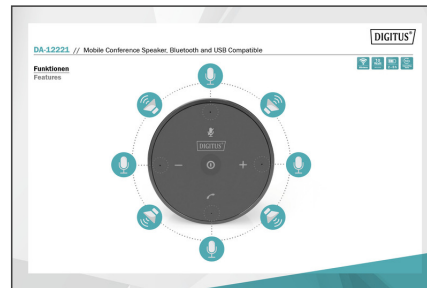 DIGITUS®
DA-12221 // Mobile Conference Speaker, Bluetooth and USB Compatible
Funktionen
Features
DIGITUS